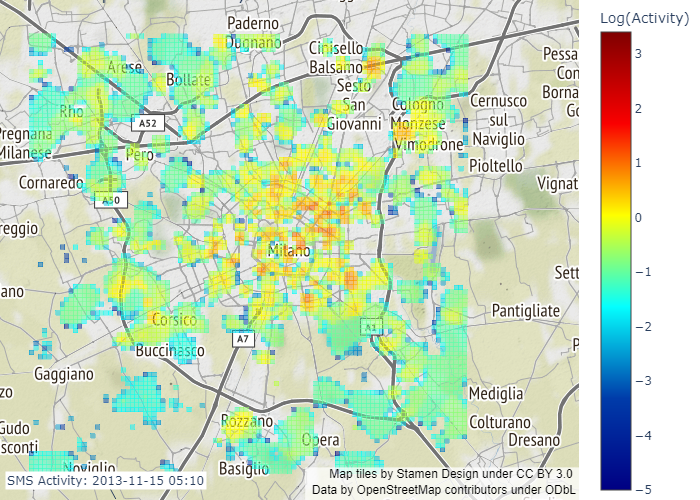 Log(Activity)
3
2
1
0
−1
−2
−3
−4
−5
Paderno
Dugnano
Cinisello
Balsamo
Sesto
San
Giovanni
Arese
Bollate
Rho
A52
Pregnana
Milanese
Pero
Cologno
Monzese
Vimodrone
Cernusco
sul
Naviglio
Pioltello
Pessa
Con
Borna
Go
Vignat
Cornaredo
A50
reggio
Milano
Sett
ano
Corsico
Buccinasco
A7
A1
Pantigliate
P
Gaggiano
zo
Mediglia
Colturano
Dresano
Rozzano
Opera
Gudo
sconti
Noviglio
Basiglio
SMS Activity: 2013-11-15 05:10
Map tiles by Stamen Design under CC BY 3.0
Data by OpenStreetMap contributors under ODbL